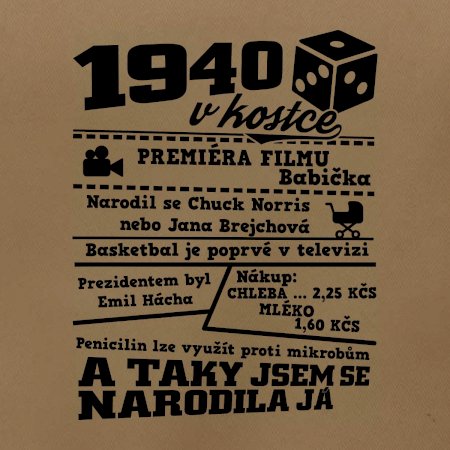 1940
v kostce
PREMIÉRA FILMU
Babička
Narodil se Chuck Norris
nebo Jana Brejchová
Basketbal je poprvé v televizi
Prezidentem byl
Emil Hácha
Nákup:
CHLEBA ... 2,25 KČS
MLÉKO
1,60 KČS
Penicilin lze využít proti mikrobům
A TAKY JSEM SE
NARODILA JÁ